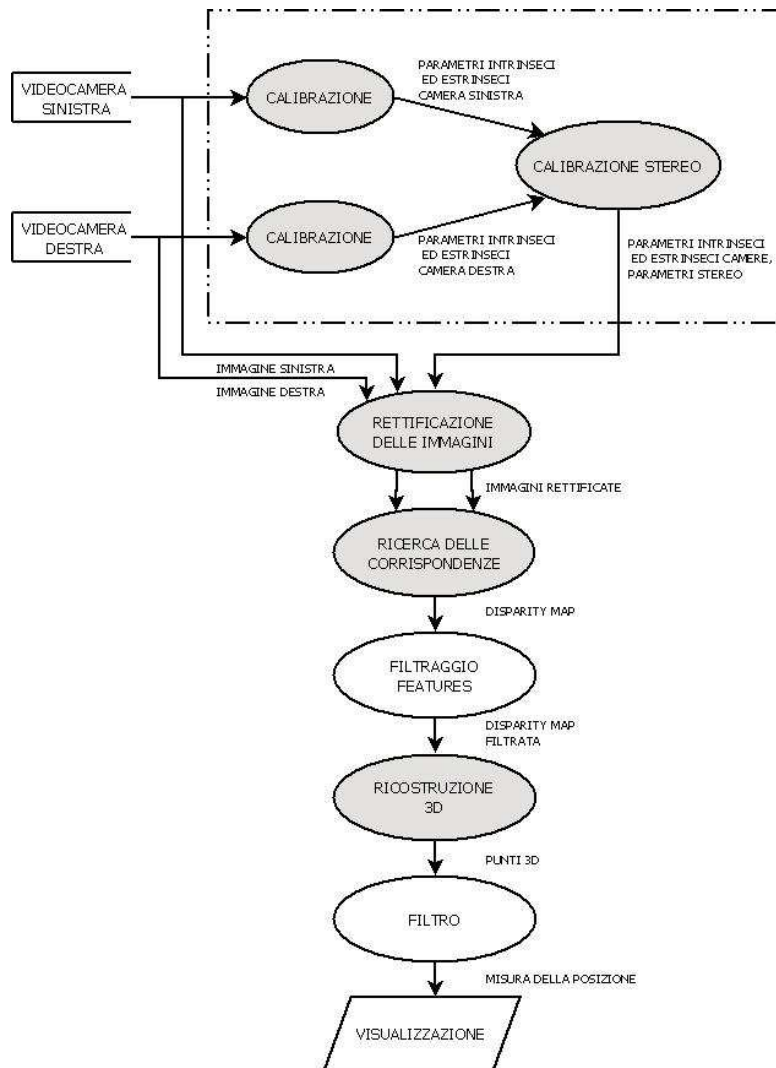 VIDEOCAMERA
SINISTRA
CALIBRAZIONE
PARAMETRI INTRINSECI
ED ESTRINSECI
CAMERA SINISTRA
CALIBRAZIONE STEREO
VIDEOCAMERA
DESTRA
CALIBRAZIONE
PARAMETRI INTRINSECI
ED ESTRINSECI
CAMERA DESTRA
PARAMETRI INTRINSECI
ED ESTRINSECI CAMERE,
PARAMETRI STEREO
IMMAGINE SINISTRA
IMMAGINE DESTRA
RETTIFICAZIONE
DELLE IMMAGINI
IMMAGINI RETTIFICATE
RICERCA DELLE
CORRISPONDENZE
DISPARITY MAP
FILTRAGGIO
FEATURES
DISPARITY MAP
FILTRATA
RICOSTRUZIONE
3D
PUNTI 3D
FILTRO
MISURA DELLA POSIZIONE
VISUALIZZAZIONE